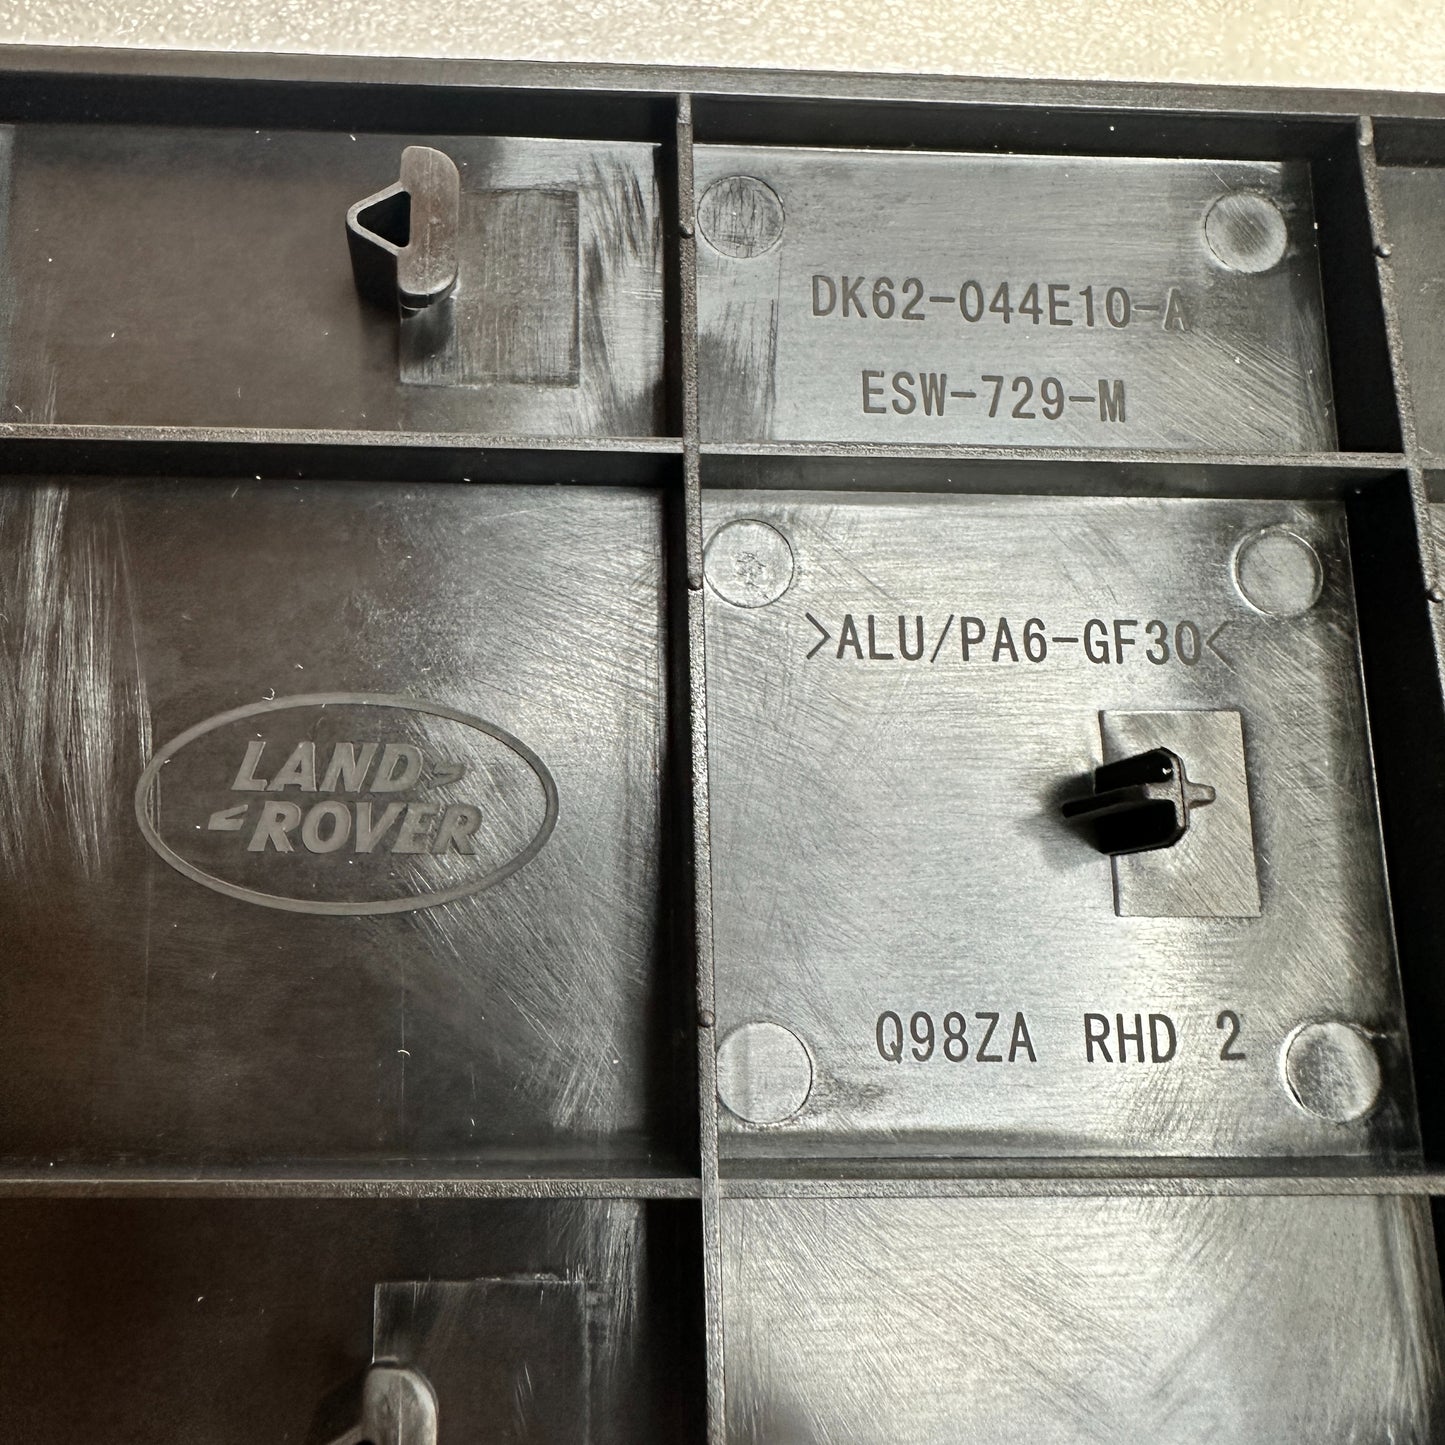 DK62-044E10-A
ESW-729-M
>ALU/PA6-GF30<
LAND
ROVER
Q98ZA RHD 2